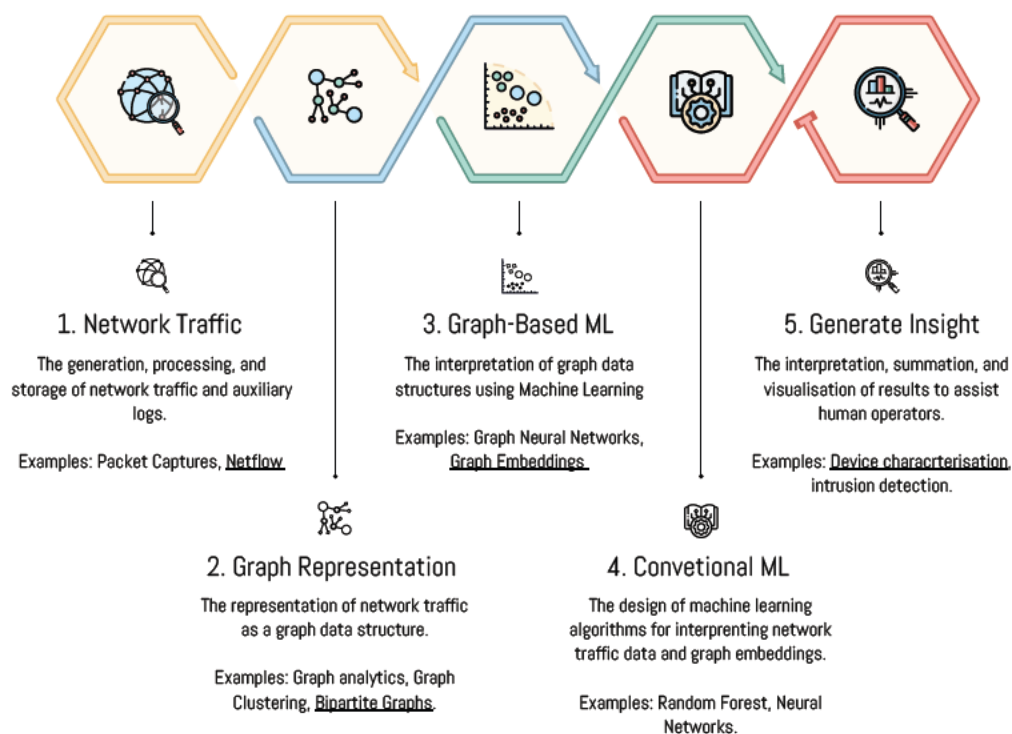 1. Network Traffic
The generation, processing, and
storage of network traffic and auxiliary
logs.
Examples: Packet Captures, Netflow
2. Graph Representation
The representation of network traffic
as a graph data structure.
Examples: Graph analytics, Graph
Clustering, Bipartite Graphs.
3. Graph-Based ML
The interpretation of graph data
structures using Machine Learning
Examples: Graph Neural Networks,
Graph Embeddings
4. Convetional ML
The design of machine learning
algorithms for interprenting network
traffic data and graph embeddings.
Examples: Random Forest, Neural
Networks.
5. Generate Insight
The interpretation, summation, and
visualisation of results to assist
human operators.
Examples: Device characrterisation,
intrusion detection.